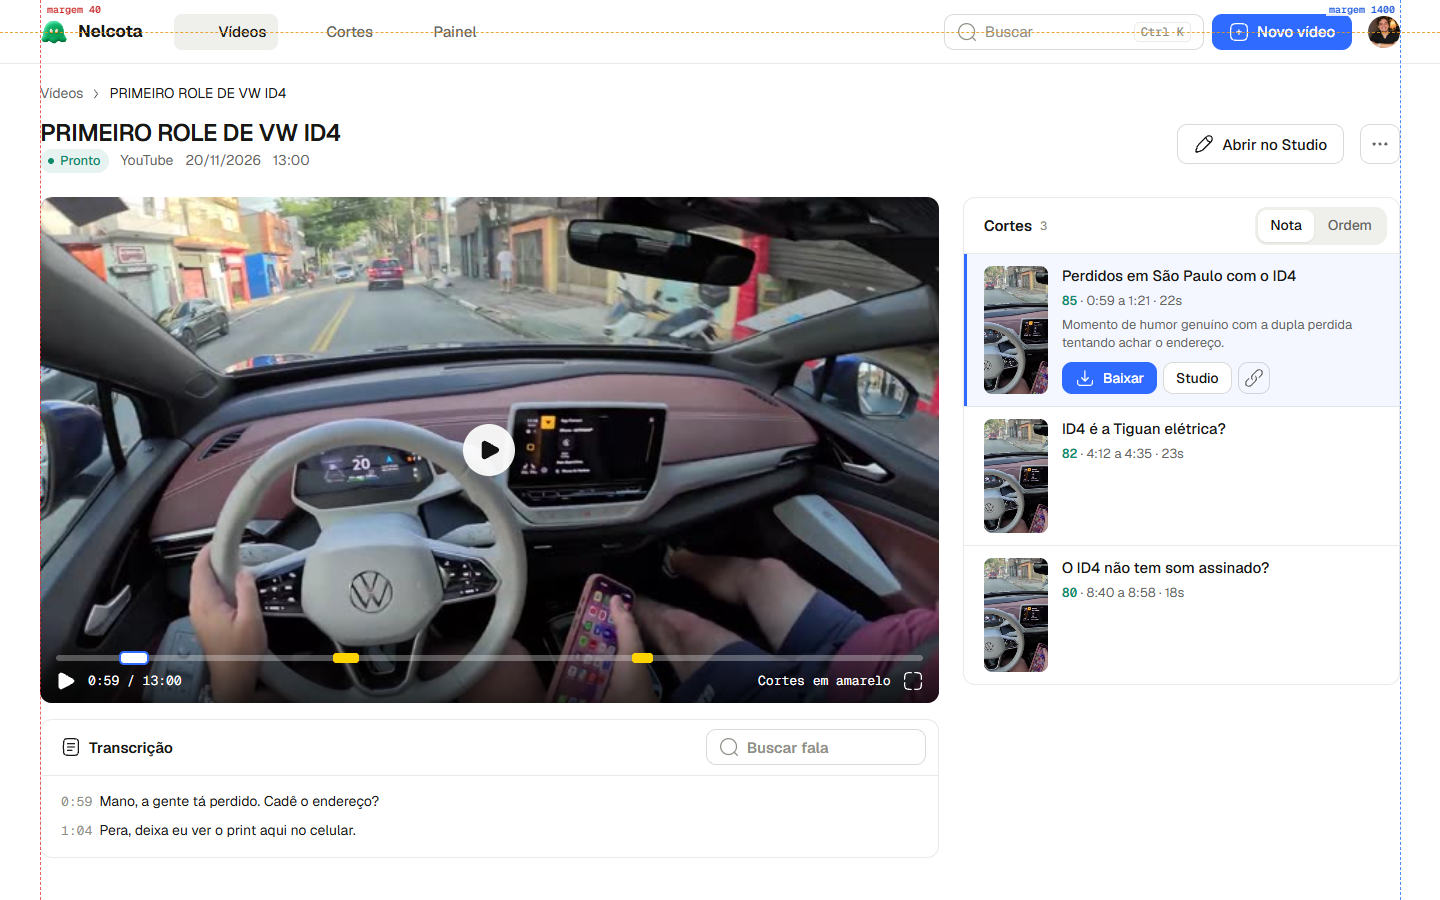 margem 40
margem 1400
Nelcota
Vídeos
Cortes
Painel
Buscar
Ctrl K
Novo vídeo
Vídeos > PRIMEIRO ROLE DE VW ID4
PRIMEIRO ROLE DE VW ID4
Pronto YouTube 20/11/2026 13:00
Abrir no Studio
20
0:59 / 13:00
Cortes em amarelo
Transcrição
Buscar fala
0:59 Mano, a gente tá perdido. Cadê o endereço?
1:04 Pera, deixa eu ver o print aqui no celular.
Cortes 3
Nota
Ordem
Perdidos em São Paulo com o ID4
85 · 0:59 a 1:21 · 22s
Momento de humor genuíno com a dupla perdida
tentando achar o endereço.
Baixar
Studio
ID4 é a Tiguan elétrica?
82 · 4:12 a 4:35 · 23s
O ID4 não tem som assinado?
80 · 8:40 a 8:58 · 18s